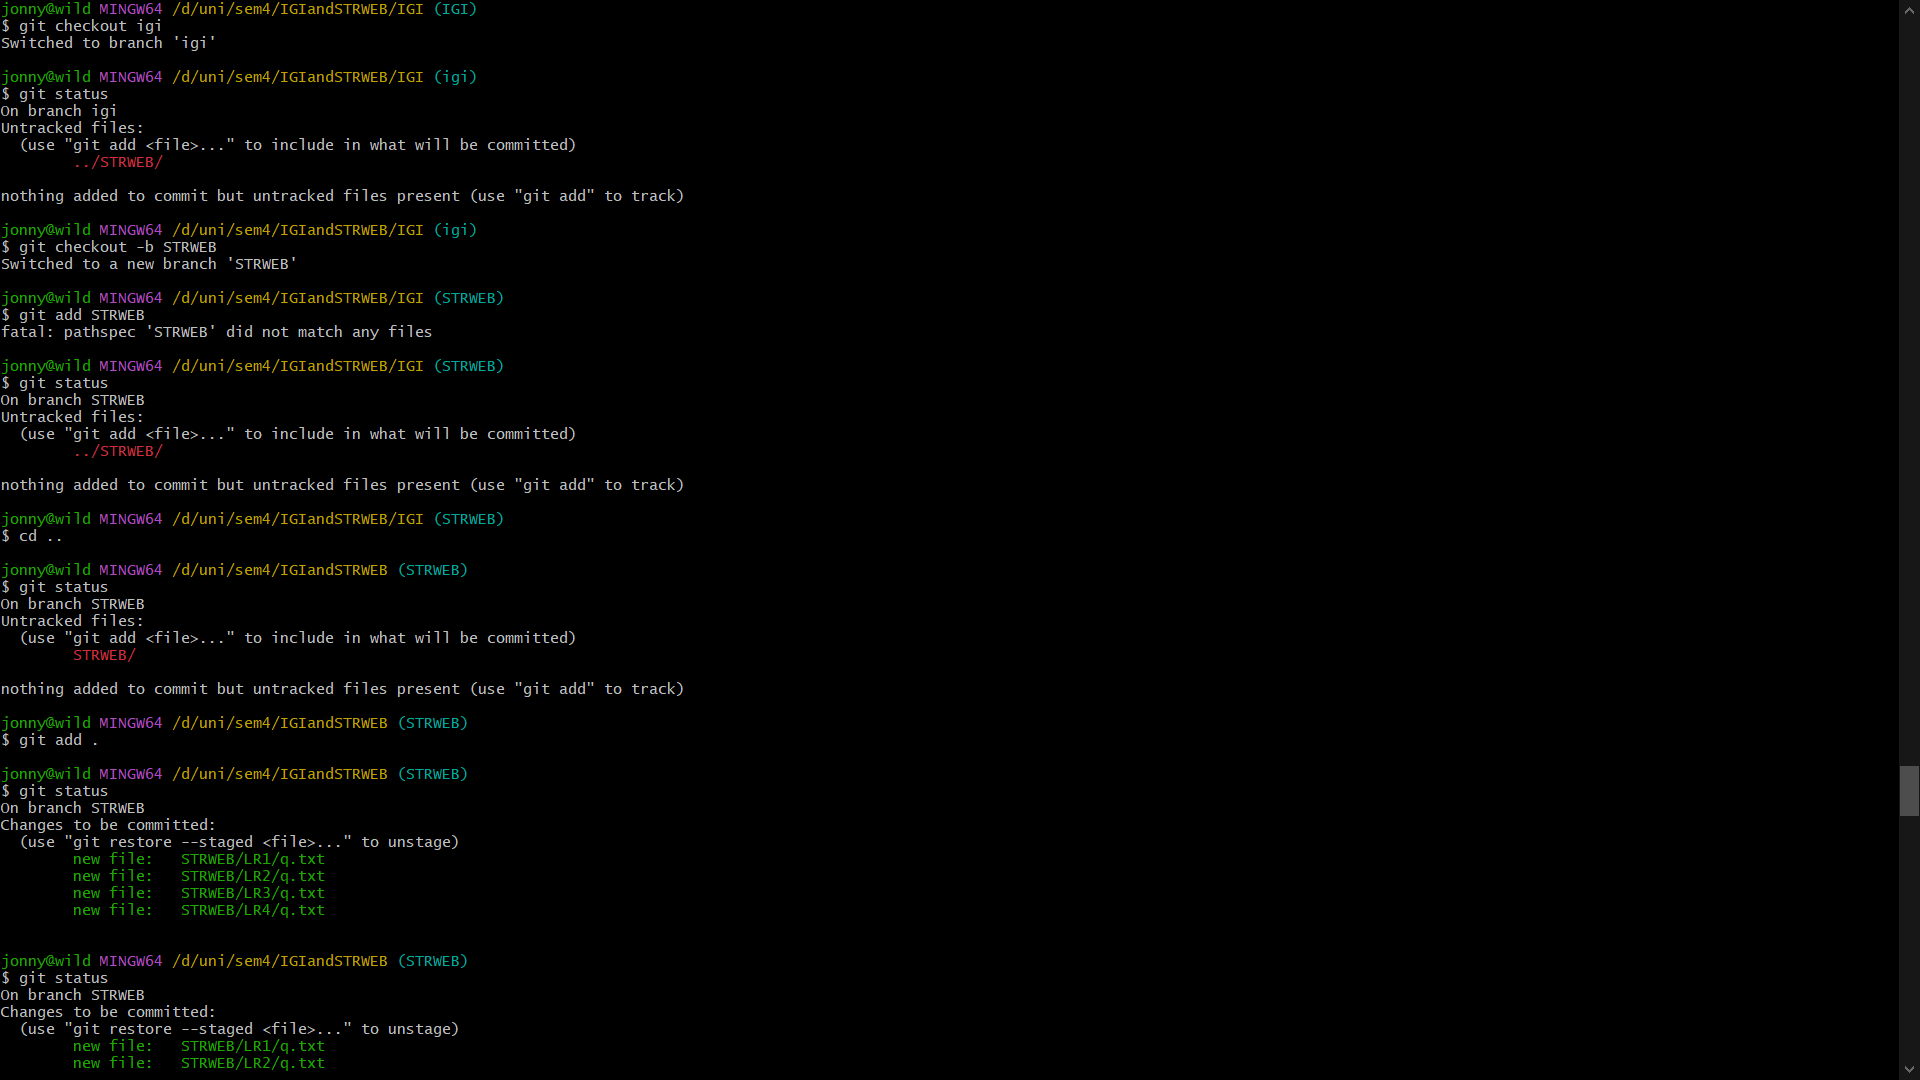 jonny@wild MINGW64 /d/uni/sem4/IGIandSTRWEB/IGI (IGI)
$ git checkout igi
Switched to branch 'igi'
jonny@wild MINGW64 /d/uni/sem4/IGIandSTRWEB/IGI (igi)
$ git status
On branch igi
Untracked files:
  (use "git add <file>..." to include in what will be committed)
        ../STRWEB/
nothing added to commit but untracked files present (use "git add" to track)
jonny@wild MINGW64 /d/uni/sem4/IGIandSTRWEB/IGI (igi)
$ git checkout -b STRWEB
Switched to a new branch 'STRWEB'
jonny@wild MINGW64 /d/uni/sem4/IGIandSTRWEB/IGI (STRWEB)
$ git add STRWEB
fatal: pathspec 'STRWEB' did not match any files
jonny@wild MINGW64 /d/uni/sem4/IGIandSTRWEB/IGI (STRWEB)
$ git status
On branch STRWEB
Untracked files:
  (use "git add <file>..." to include in what will be committed)
        ../STRWEB/
nothing added to commit but untracked files present (use "git add" to track)
jonny@wild MINGW64 /d/uni/sem4/IGIandSTRWEB/IGI (STRWEB)
$ cd ..
jonny@wild MINGW64 /d/uni/sem4/IGIandSTRWEB (STRWEB)
$ git status
On branch STRWEB
Untracked files:
  (use "git add <file>..." to include in what will be committed)
        STRWEB/
nothing added to commit but untracked files present (use "git add" to track)
jonny@wild MINGW64 /d/uni/sem4/IGIandSTRWEB (STRWEB)
$ git add .
jonny@wild MINGW64 /d/uni/sem4/IGIandSTRWEB (STRWEB)
$ git status
On branch STRWEB
Changes to be committed:
  (use "git restore --staged <file>..." to unstage)
        new file:   STRWEB/LR1/q.txt
        new file:   STRWEB/LR2/q.txt
        new file:   STRWEB/LR3/q.txt
        new file:   STRWEB/LR4/q.txt
jonny@wild MINGW64 /d/uni/sem4/IGIandSTRWEB (STRWEB)
$ git status
On branch STRWEB
Changes to be committed:
  (use "git restore --staged <file>..." to unstage)
        new file:   STRWEB/LR1/q.txt
        new file:   STRWEB/LR2/q.txt